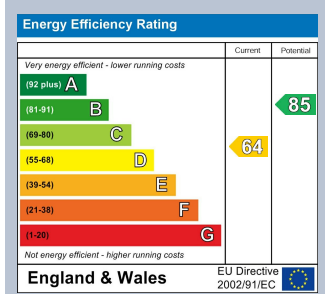 Energy Efficiency Rating
Current Potential
Very energy efficient - lower running costs
(92 plus) A
(81-91) B
(69-80) C
(55-68) D
(39-54) E
(21-38) F
(1-20) G
85
64
Not energy efficient - higher running costs
England & Wales
EU Directive
2002/91/EC